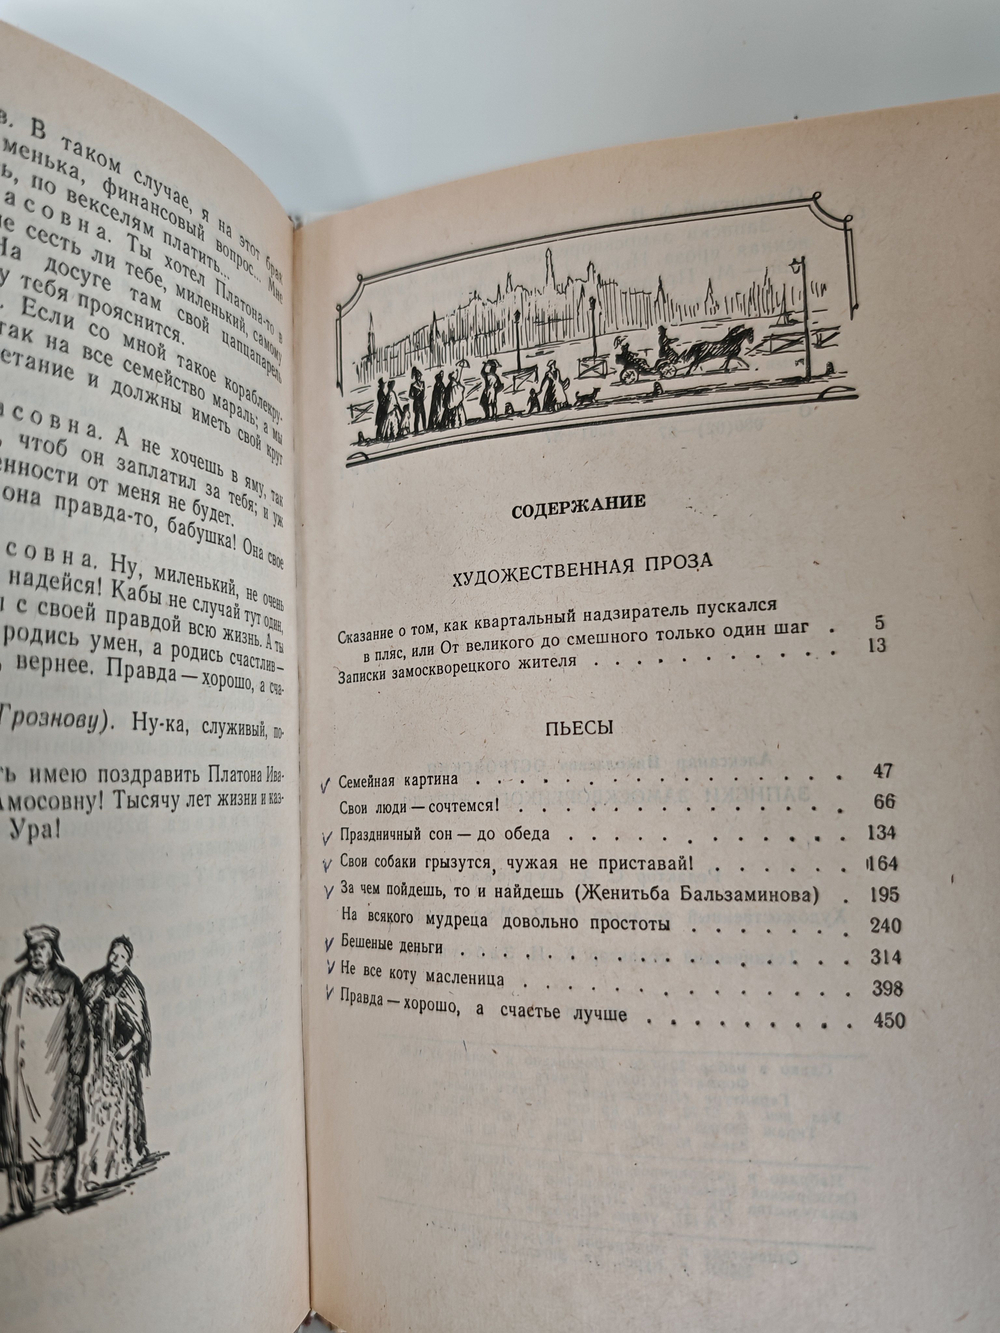 з. В таком случае, я на этот брак
менька, финансовый вопрос... Мне
ь, по векселям платить...
асовна. Ты хотел Платона-то в
не сесть ли тебе, миленький, самому
На досуге там свой цапцапарель
у тебя прояснится.
. Если со мной такое кораблекру-
так на все семейство мараль; а мы
етание и должны иметь свой круг
асовна. А не хочешь в яму, так
, чтоб он заплатил за тебя; и уж
енности от меня не будет.
она правда-то, бабушка! Она свое
совна. Ну, миленький, не очень
надейся! Кабы не случай тут один,
ы с своей правдой всю жизнь. А ты
родись умен, а родись счастлив—
, вернее. Правда — хорошо, а сча-
Грознову). Ну-ка, служивый, по-
ть имею поздравить Платона Ива-
амосовну! Тысячу лет жизни и каз-
Ура!
СОДЕРЖАНИЕ
ХУДОЖЕСТВЕННАЯ ПРОЗА
Сказание о том, как квартальный надзиратель пускался
в пляс, или От великого до смешного только один шаг . 5
Записки замоскворецкого жителя . . . . . . . . . . . 13
ПЬЕСЫ
Семейная картина . . . . . . . . . . . . . . . 47
Свои люди — сочтемся! . . . . . . . . . . . . . 66
Праздничный сон — до обеда . . . . . . . . . . . 134
Свои собаки грызутся, чужая не приставай! . . . . . . 164
За чем пойдешь, то и найдешь (Женитьба Бальзаминова) . 195
На всякого мудреца довольно простоты . . . . . . . 240
Бешеные деньги . . . . . . . . . . . . . . . . 314
Не все коту масленица . . . . . . . . . . . . . 398
Правда — хорошо, а счастье лучше . . . . . . . . . 450